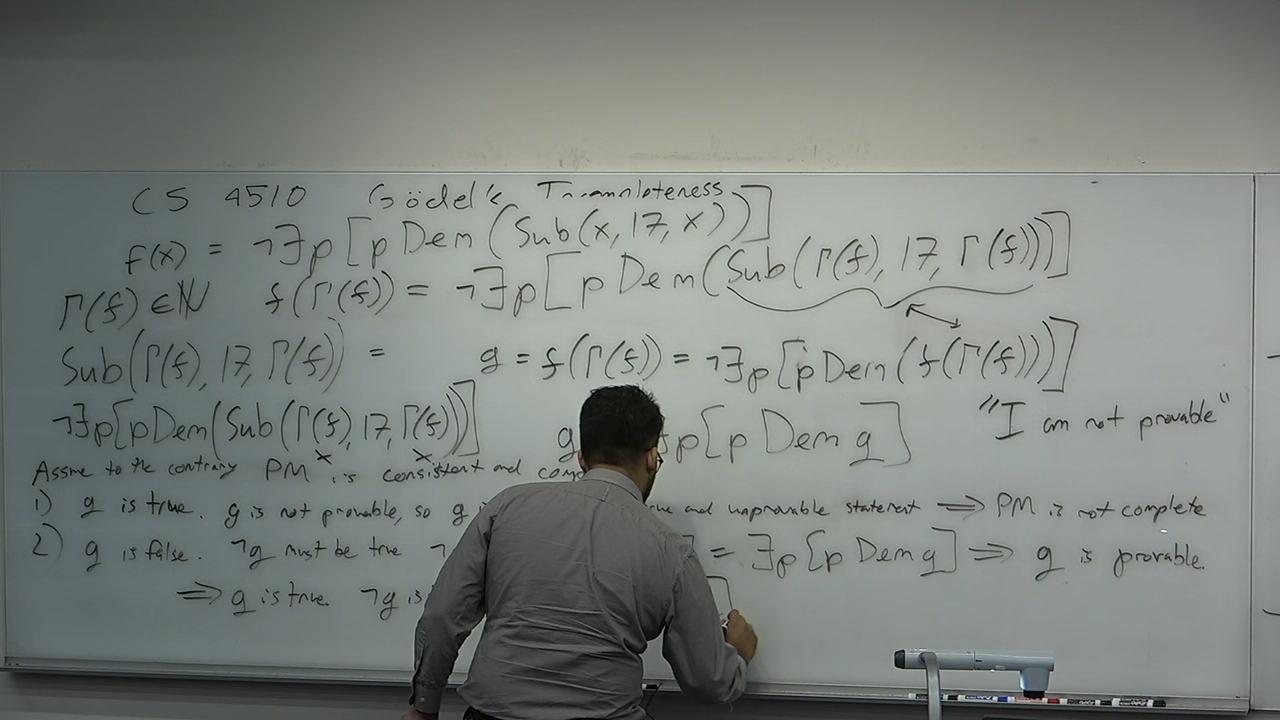 CS 4510 Gödel's
f(x) = ¬∃p[p Dem(Sub(x, 17, x))]
Γ(f) ∈ ℕ f(Γ(f)) = ¬∃p[p Dem(Sub(Γ(f), 17, Γ(f)))]
Sub(Γ(f), 17, Γ(f)) = g = f(Γ(f)) = ¬∃p[p Dem(f(Γ(f)))]
¬∃p[p Dem(Sub(Γ(f), 17, Γ(f)))] g p[p Dem g] "I am not provable"
Assme to the contrary PM is consistent and
1) g is true. g is not provable, so g and unprovable statement ⟹ PM is not complete
2) g is false. ¬g must be true ¬ = ∃p[p Dem g] ⟹ g is provable.
⟹ g is true. ¬g is